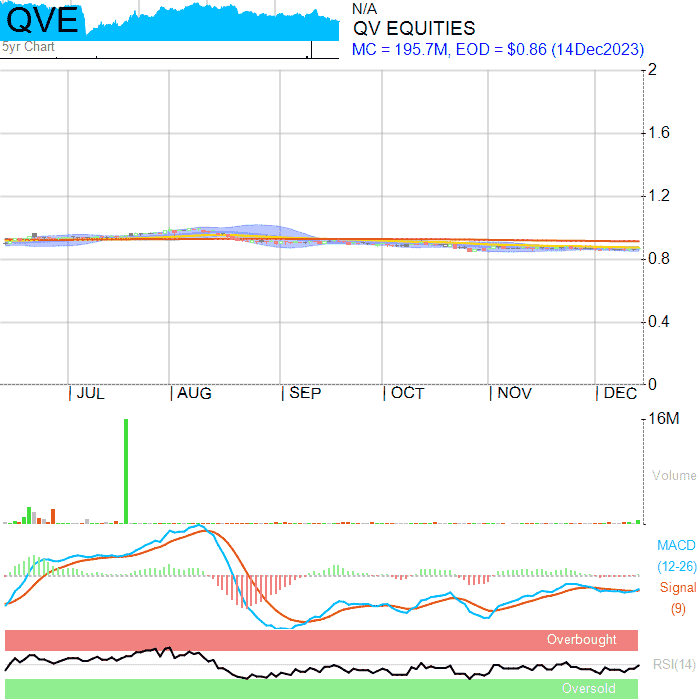 QVE
5yr Chart
N/A
QV EQUITIES
MC = 195.7M, EOD = $0.86 (14Dec2023)
2
1.6
1.2
0.8
0.4
0
JUL AUG SEP OCT NOV DEC
16M
Volume
MACD
(12-26)
Signal
(9)
Overbought
RSI(14)
Oversold